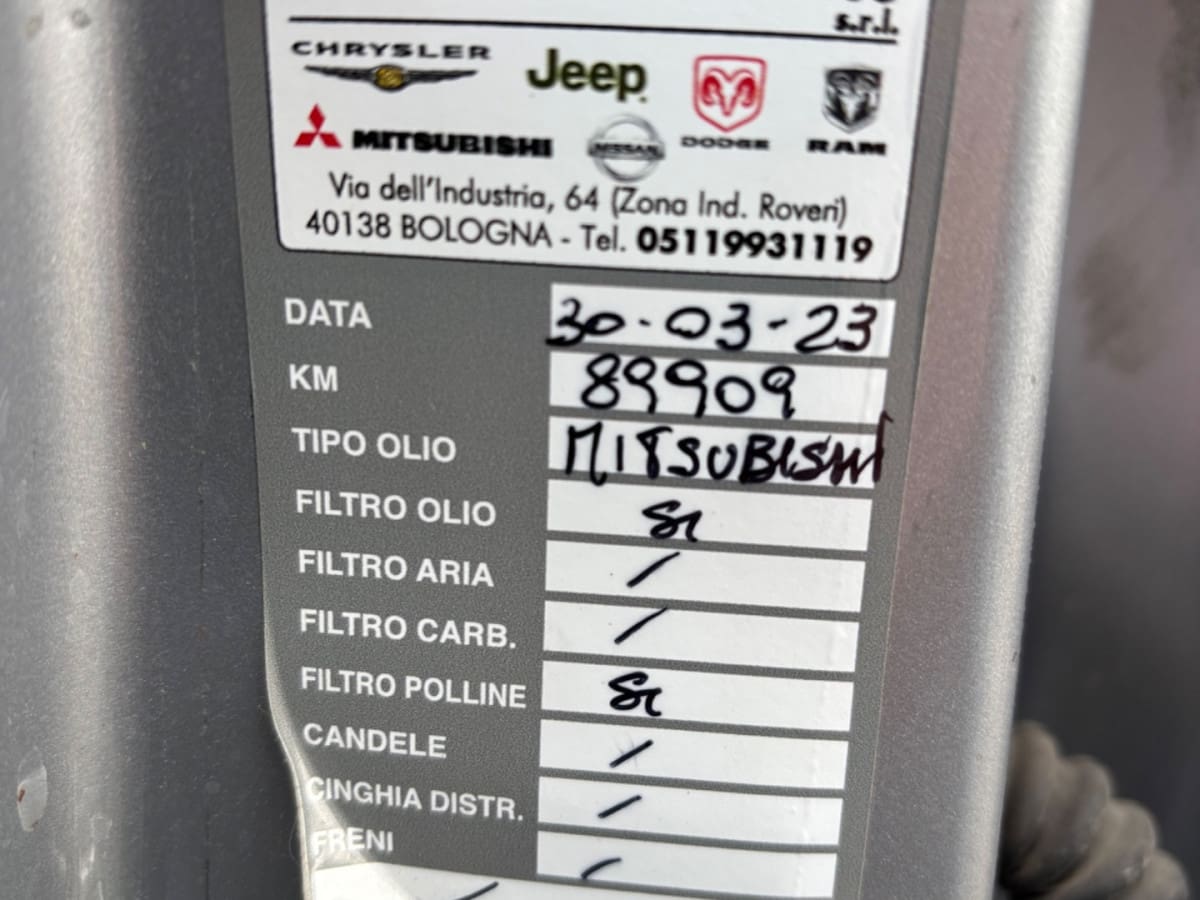 s.r.l.
CHRYSLER Jeep DODGE RAM
MITSUBISHI NISSAN
Via dell'Industria, 64 (Zona Ind. Roveri)
40138 BOLOGNA - Tel. 05119931119
DATA 30-03-23
KM 89909
TIPO OLIO MITSUBISHI
FILTRO OLIO SI
FILTRO ARIA /
FILTRO CARB. /
FILTRO POLLINE SI
CANDELE /
CINGHIA DISTR. /
FRENI /